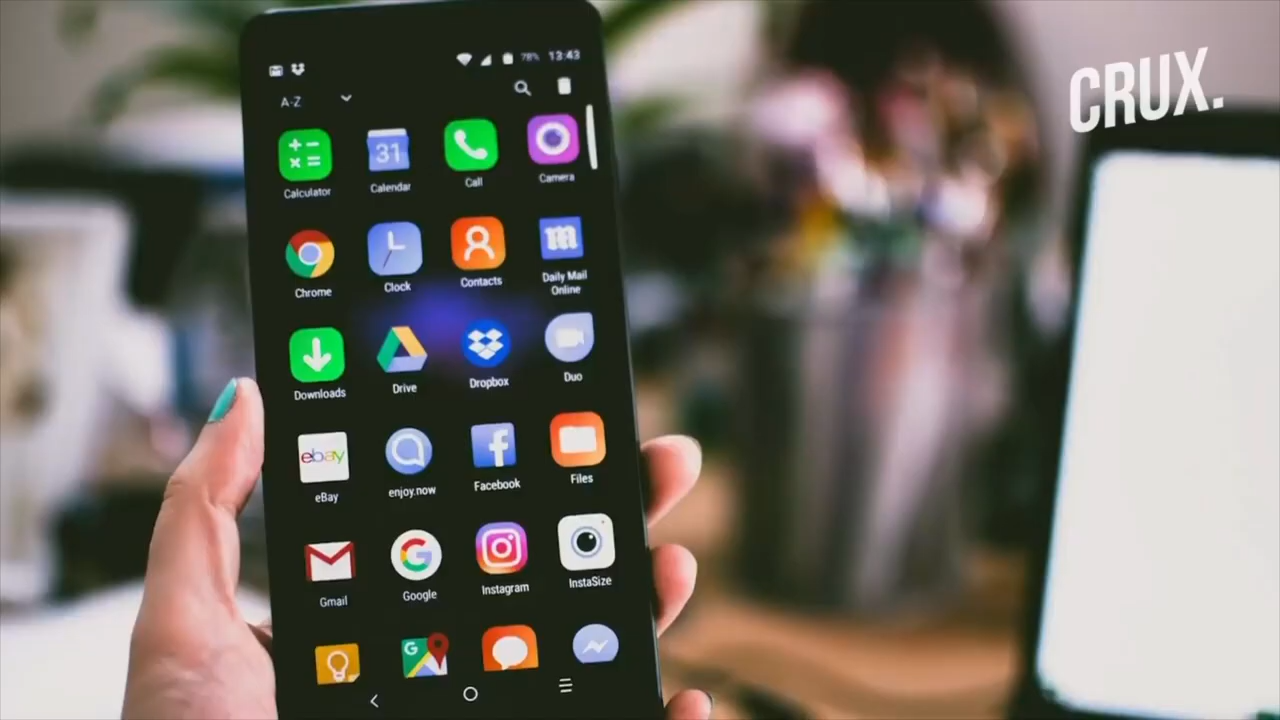 CRUX.
78% 13:43
A-Z
31
Calculator Calendar Call Camera
m
Chrome Clock Contacts Daily Mail
Online
Downloads Drive Dropbox Duo
ebay f
eBay enjoy.now Facebook Files
G
Gmail Google Instagram InstaSize
G